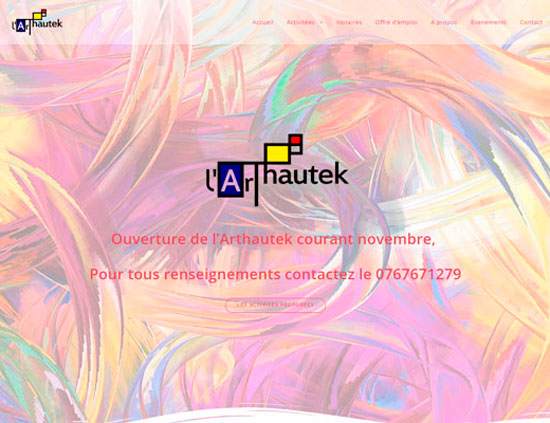 l'Arthautek
Accueil Activitées Horaires Offre d'emploi A propos Evenements Contact
l'Arthautek
Ouverture de l'Arthautek courant novembre,
Pour tous renseignements contactez le 0767671279
LES ACTIVITÉS PROPOSÉES